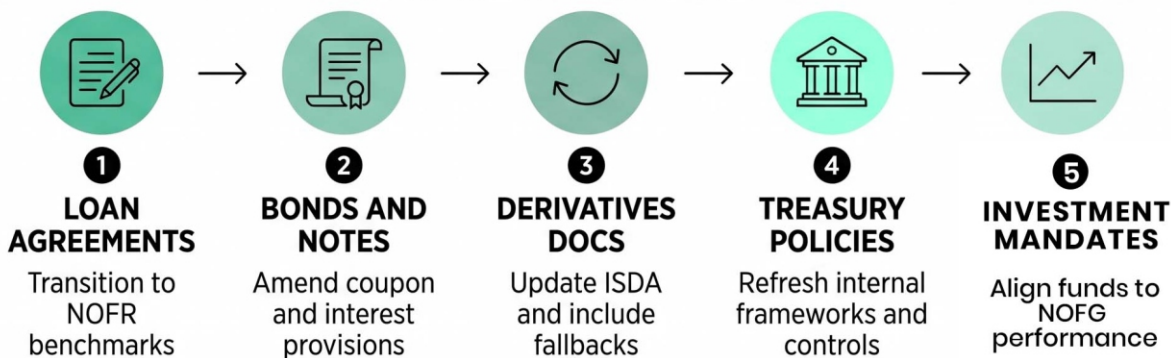 1
LOAN
AGREEMENTS
Transition to
NOFR
benchmarks
2
BONDS AND
NOTES
Amend coupon
and interest
provisions
3
DERIVATIVES
DOCS
Update ISDA
and include
fallbacks
4
TREASURY
POLICIES
Refresh internal
frameworks and
controls
5
INVESTMENT
MANDATES
Align funds to
NOFG
performance